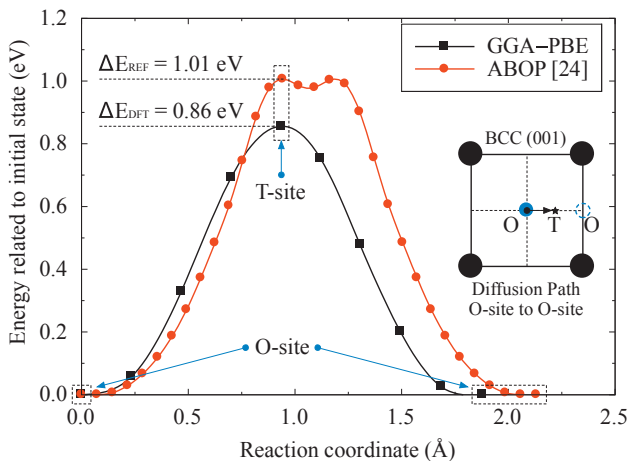 1.2
1.0
0.8
0.6
0.4
0.2
0.0
Energy related to initial state (eV)
GGA−PBE
ABOP [24]
ΔEREF = 1.01 eV
ΔEDFT = 0.86 eV
T-site
BCC (001)
O T O
Diffusion Path
O-site to O-site
O-site
0.0 0.5 1.0 1.5 2.0 2.5
Reaction coordinate (Å)